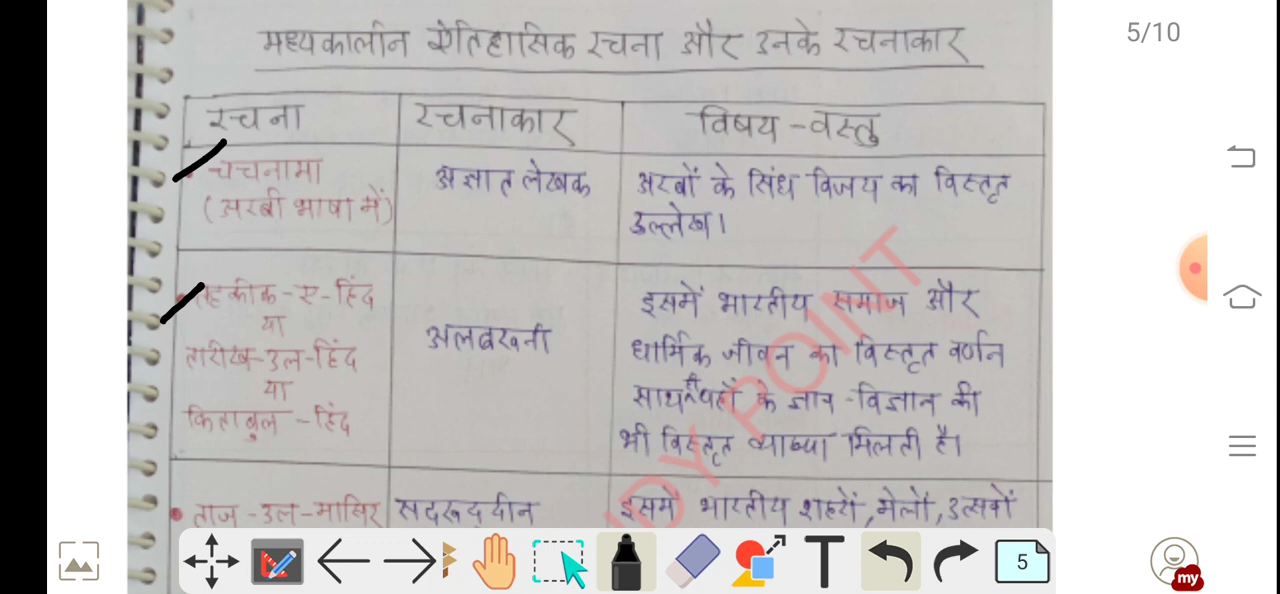 मध्यकालीन ऐतिहासिक रचना और उनके रचनाकार
5/10
रचना रचनाकार विषय-वस्तु
चचनामा
(अरबी भाषा में)
अज्ञात लेखक
अरबों के सिंध विजय का विस्तृत
उल्लेख।
तहकीक-ए-हिंद
या
तारीख-उल-हिंद
या
किताबुल-हिंद
अलबरूनी
इसमें भारतीय समाज और
धार्मिक जीवन का विस्तृत वर्णन
साथ ही यहाँ के ज्ञान-विज्ञान की
भी विस्तृत व्याख्या मिलती है।
ताज-उल-मासिर
सदरूद्दीन
इसमें भारतीय शहरों, मेलों, उत्सवों
DY POINT
T
5
my